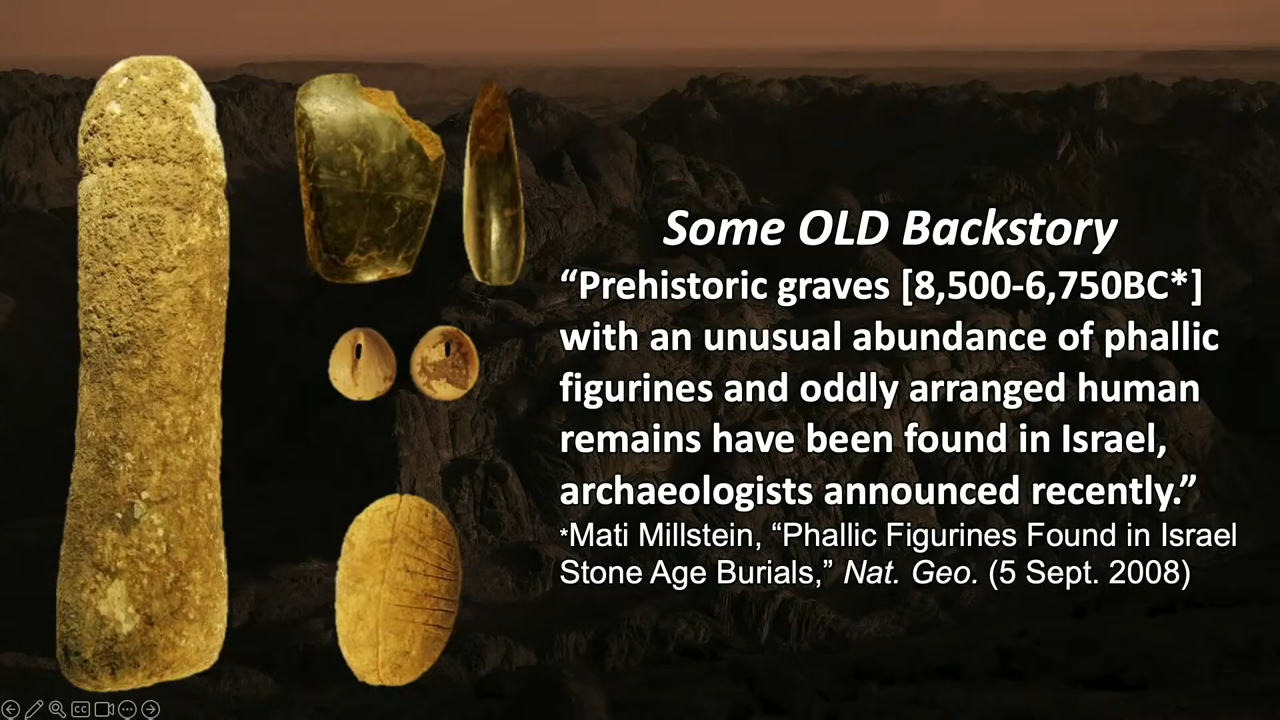 Some OLD Backstory
“Prehistoric graves [8,500-6,750BC*]
with an unusual abundance of phallic
figurines and oddly arranged human
remains have been found in Israel,
archaeologists announced recently.”
*Mati Millstein, “Phallic Figurines Found in Israel
Stone Age Burials,” Nat. Geo. (5 Sept. 2008)
CC